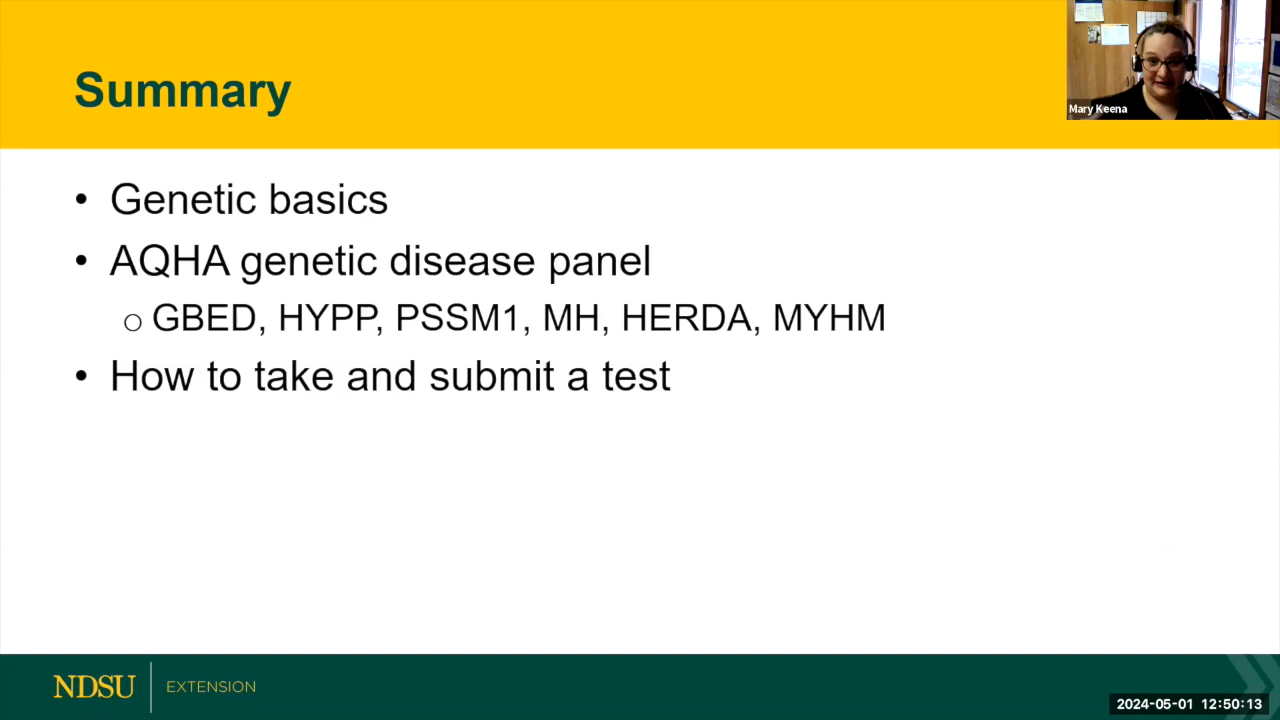 Summary
Mary Keena
• Genetic basics
• AQHA genetic disease panel
○ GBED, HYPP, PSSM1, MH, HERDA, MYHM
• How to take and submit a test
NDSU EXTENSION
2024-05-01 12:50:13